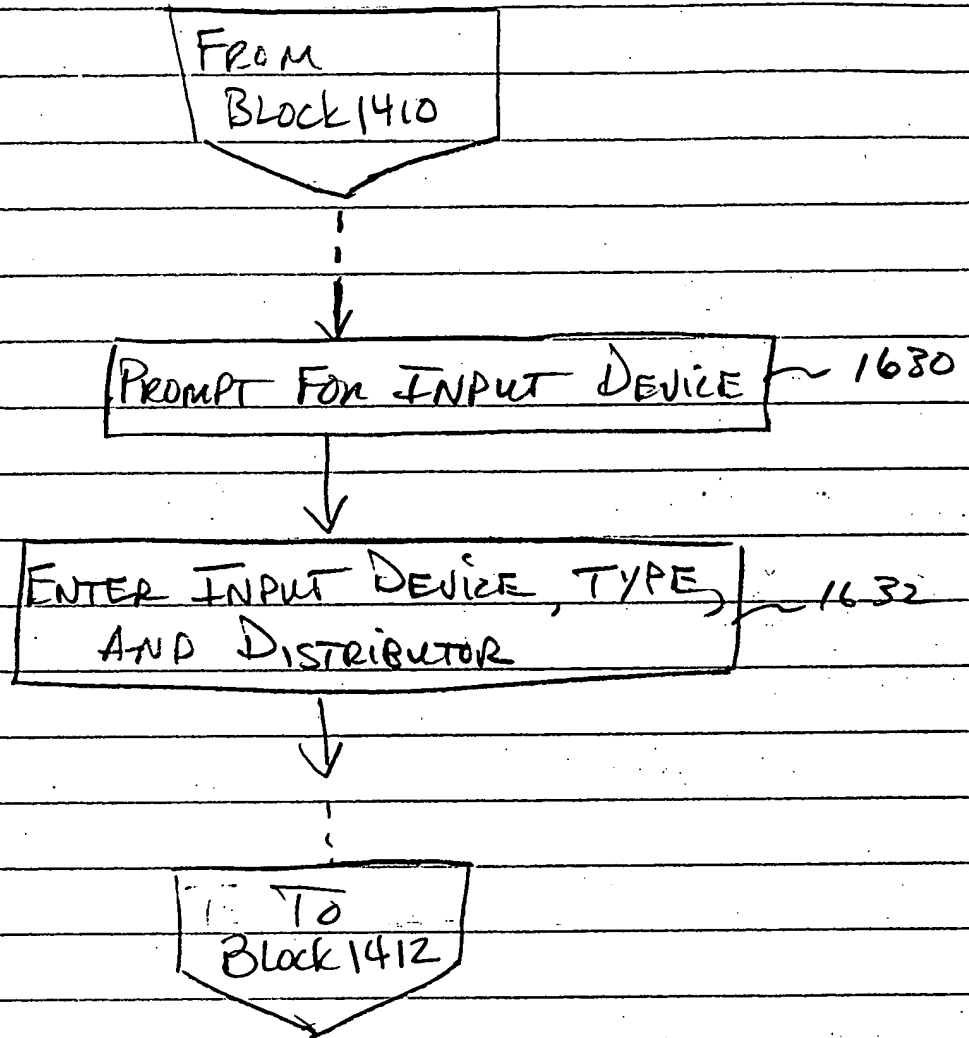 FROM
BLOCK 1410
PROMPT FOR INPUT DEVICE
1630
ENTER INPUT DEVICE, TYPE,
1632
AND DISTRIBUTOR
TO
BLOCK 1412